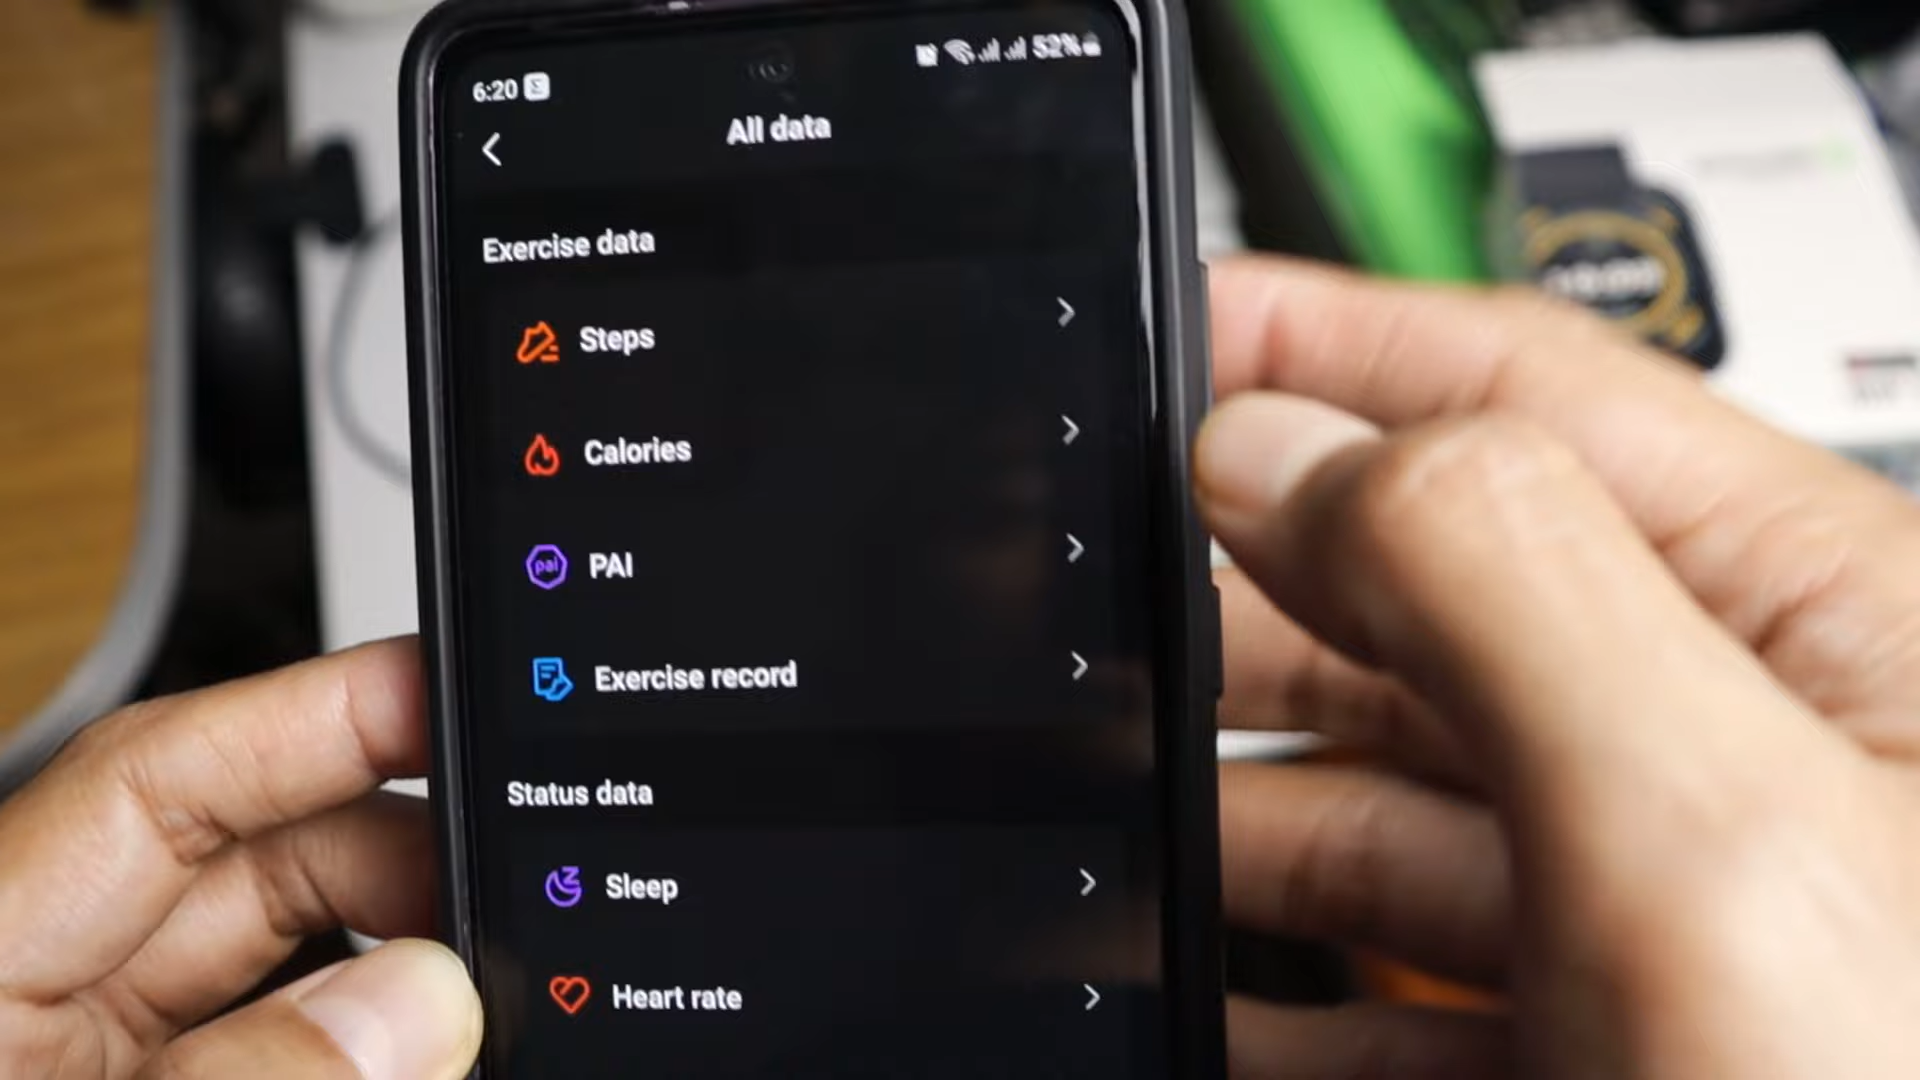 6:20
52%
All data
Exercise data
Steps
Calories
pai PAI
Exercise record
Status data
Sleep
Heart rate